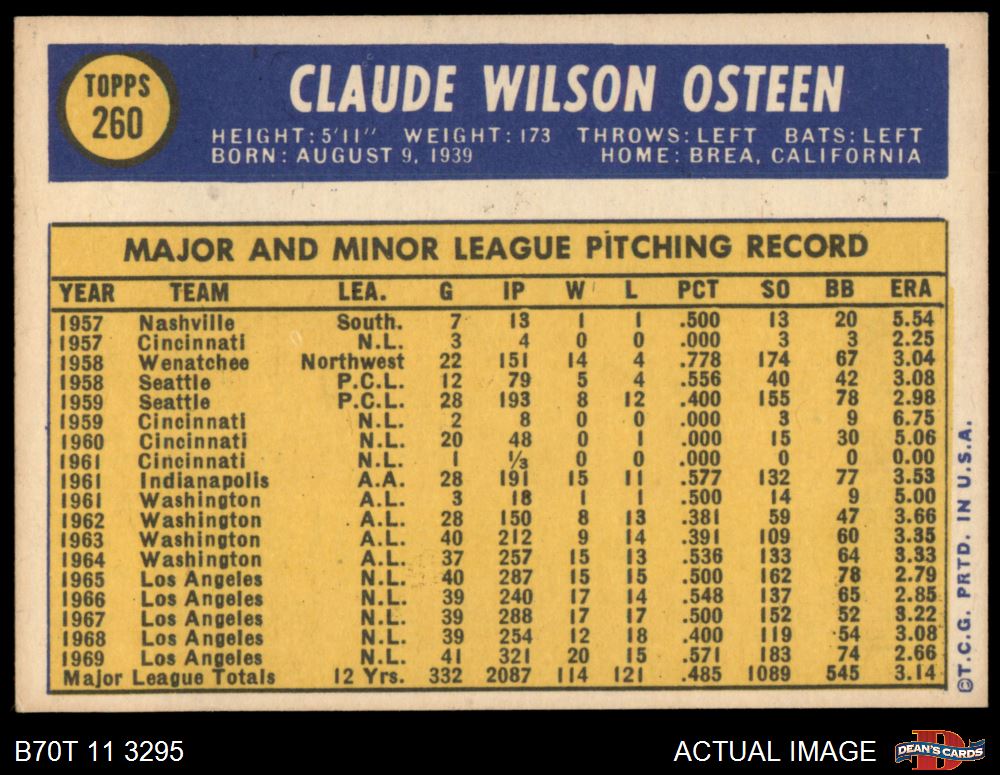 TOPPS
260
CLAUDE WILSON OSTEEN
HEIGHT: 5'11" WEIGHT: 173 THROWS: LEFT BATS: LEFT
BORN: AUGUST 9, 1939 HOME: BREA, CALIFORNIA
MAJOR AND MINOR LEAGUE PITCHING RECORD
YEAR TEAM LEA. G IP W L PCT SO BB ERA
1957 Nashville South. 7 13 1 1 .500 13 20 5.54
1957 Cincinnati N.L. 3 4 0 0 .000 3 3 2.25
1958 Wenatchee Northwest 22 151 14 4 .778 174 67 3.04
1958 Seattle P.C.L. 12 79 5 4 .556 40 42 3.08
1959 Seattle P.C.L. 28 193 8 12 .400 155 78 2.98
1959 Cincinnati N.L. 2 8 0 0 .000 3 9 6.75
1960 Cincinnati N.L. 20 48 0 1 .000 15 30 5.06
1961 Cincinnati N.L. 1 ⅓ 0 0 .000 0 0 0.00
1961 Indianapolis A.A. 28 191 15 11 .577 132 77 3.53
1961 Washington A.L. 3 18 1 1 .500 14 9 5.00
1962 Washington A.L. 28 150 8 13 .381 59 47 3.66
1963 Washington A.L. 40 212 9 14 .391 109 60 3.35
1964 Washington A.L. 37 257 15 13 .536 133 64 3.33
1965 Los Angeles N.L. 40 287 15 15 .500 162 78 2.79
1966 Los Angeles N.L. 39 240 17 14 .548 137 65 2.85
1967 Los Angeles N.L. 39 288 17 17 .500 152 52 3.22
1968 Los Angeles N.L. 39 254 12 18 .400 119 54 3.08
1969 Los Angeles N.L. 41 321 20 15 .571 183 74 2.66
Major League Totals 12 Yrs. 332 2087 114 121 .485 1089 545 3.14
©T.C.G. PRTD. IN U.S.A.
B70T 11 3295 ACTUAL IMAGE
DEAN'S CARDS